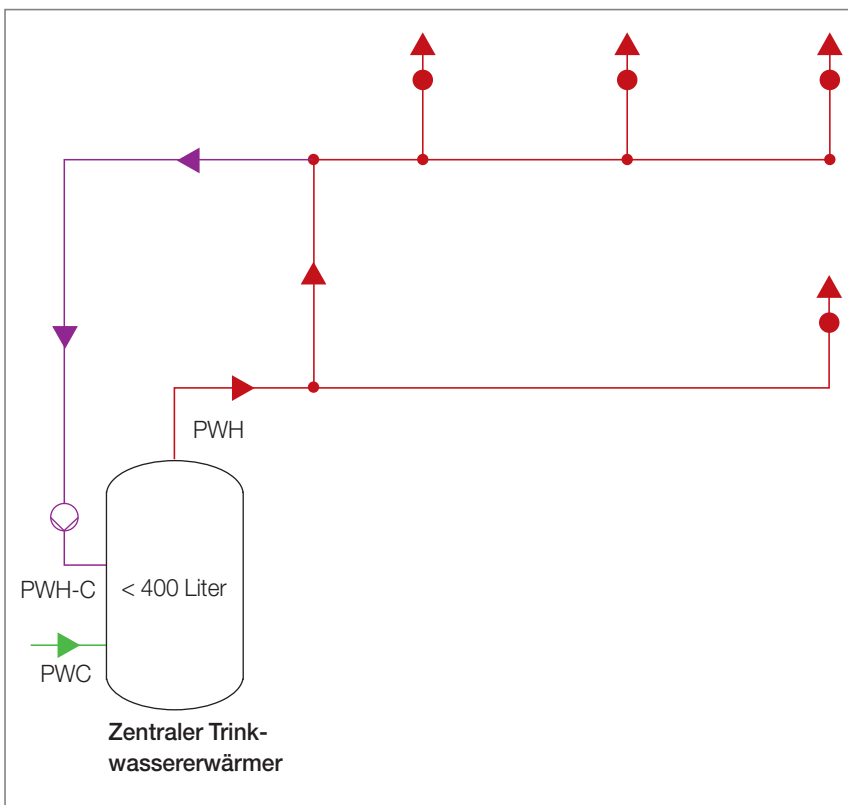 PWH
PWH-C
< 400 Liter
PWC
Zentraler Trink-
wassererwärmer